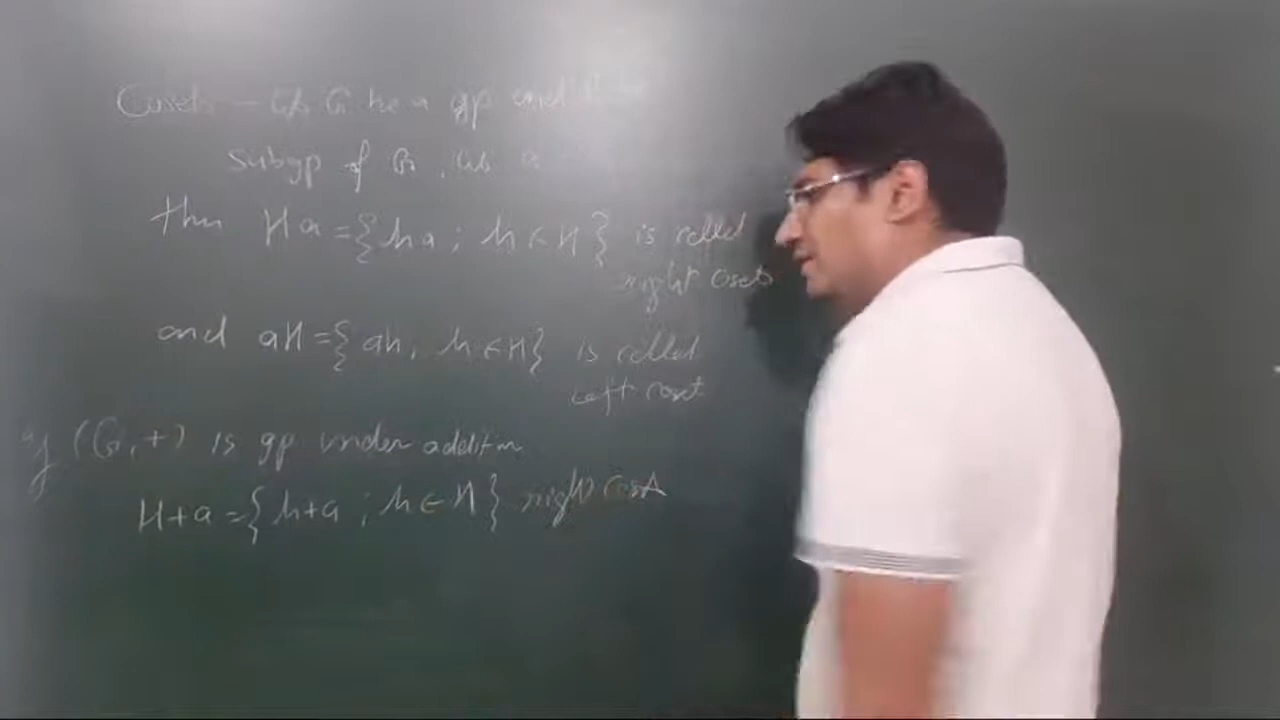 Cosets - Let G be a gp and
subgp of G, let a
then Ha = {ha ; h ∈ H} is called
right coset
and aH = {ah, h ∈ H} is called
left coset
if (G, +) is gp under addition
H+a = {h+a ; h ∈ H} right coset